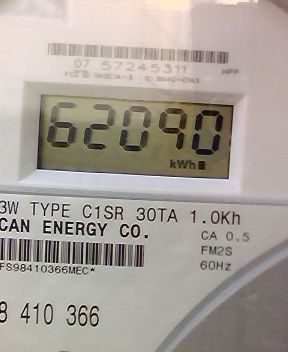 07 57245311
HPP
62090
kWh
3W TYPE C1SR 30TA 1.0Kh
CAN ENERGY CO.
CA 0.5
FM2S
60Hz
FS98410366MEC*
8 410 366